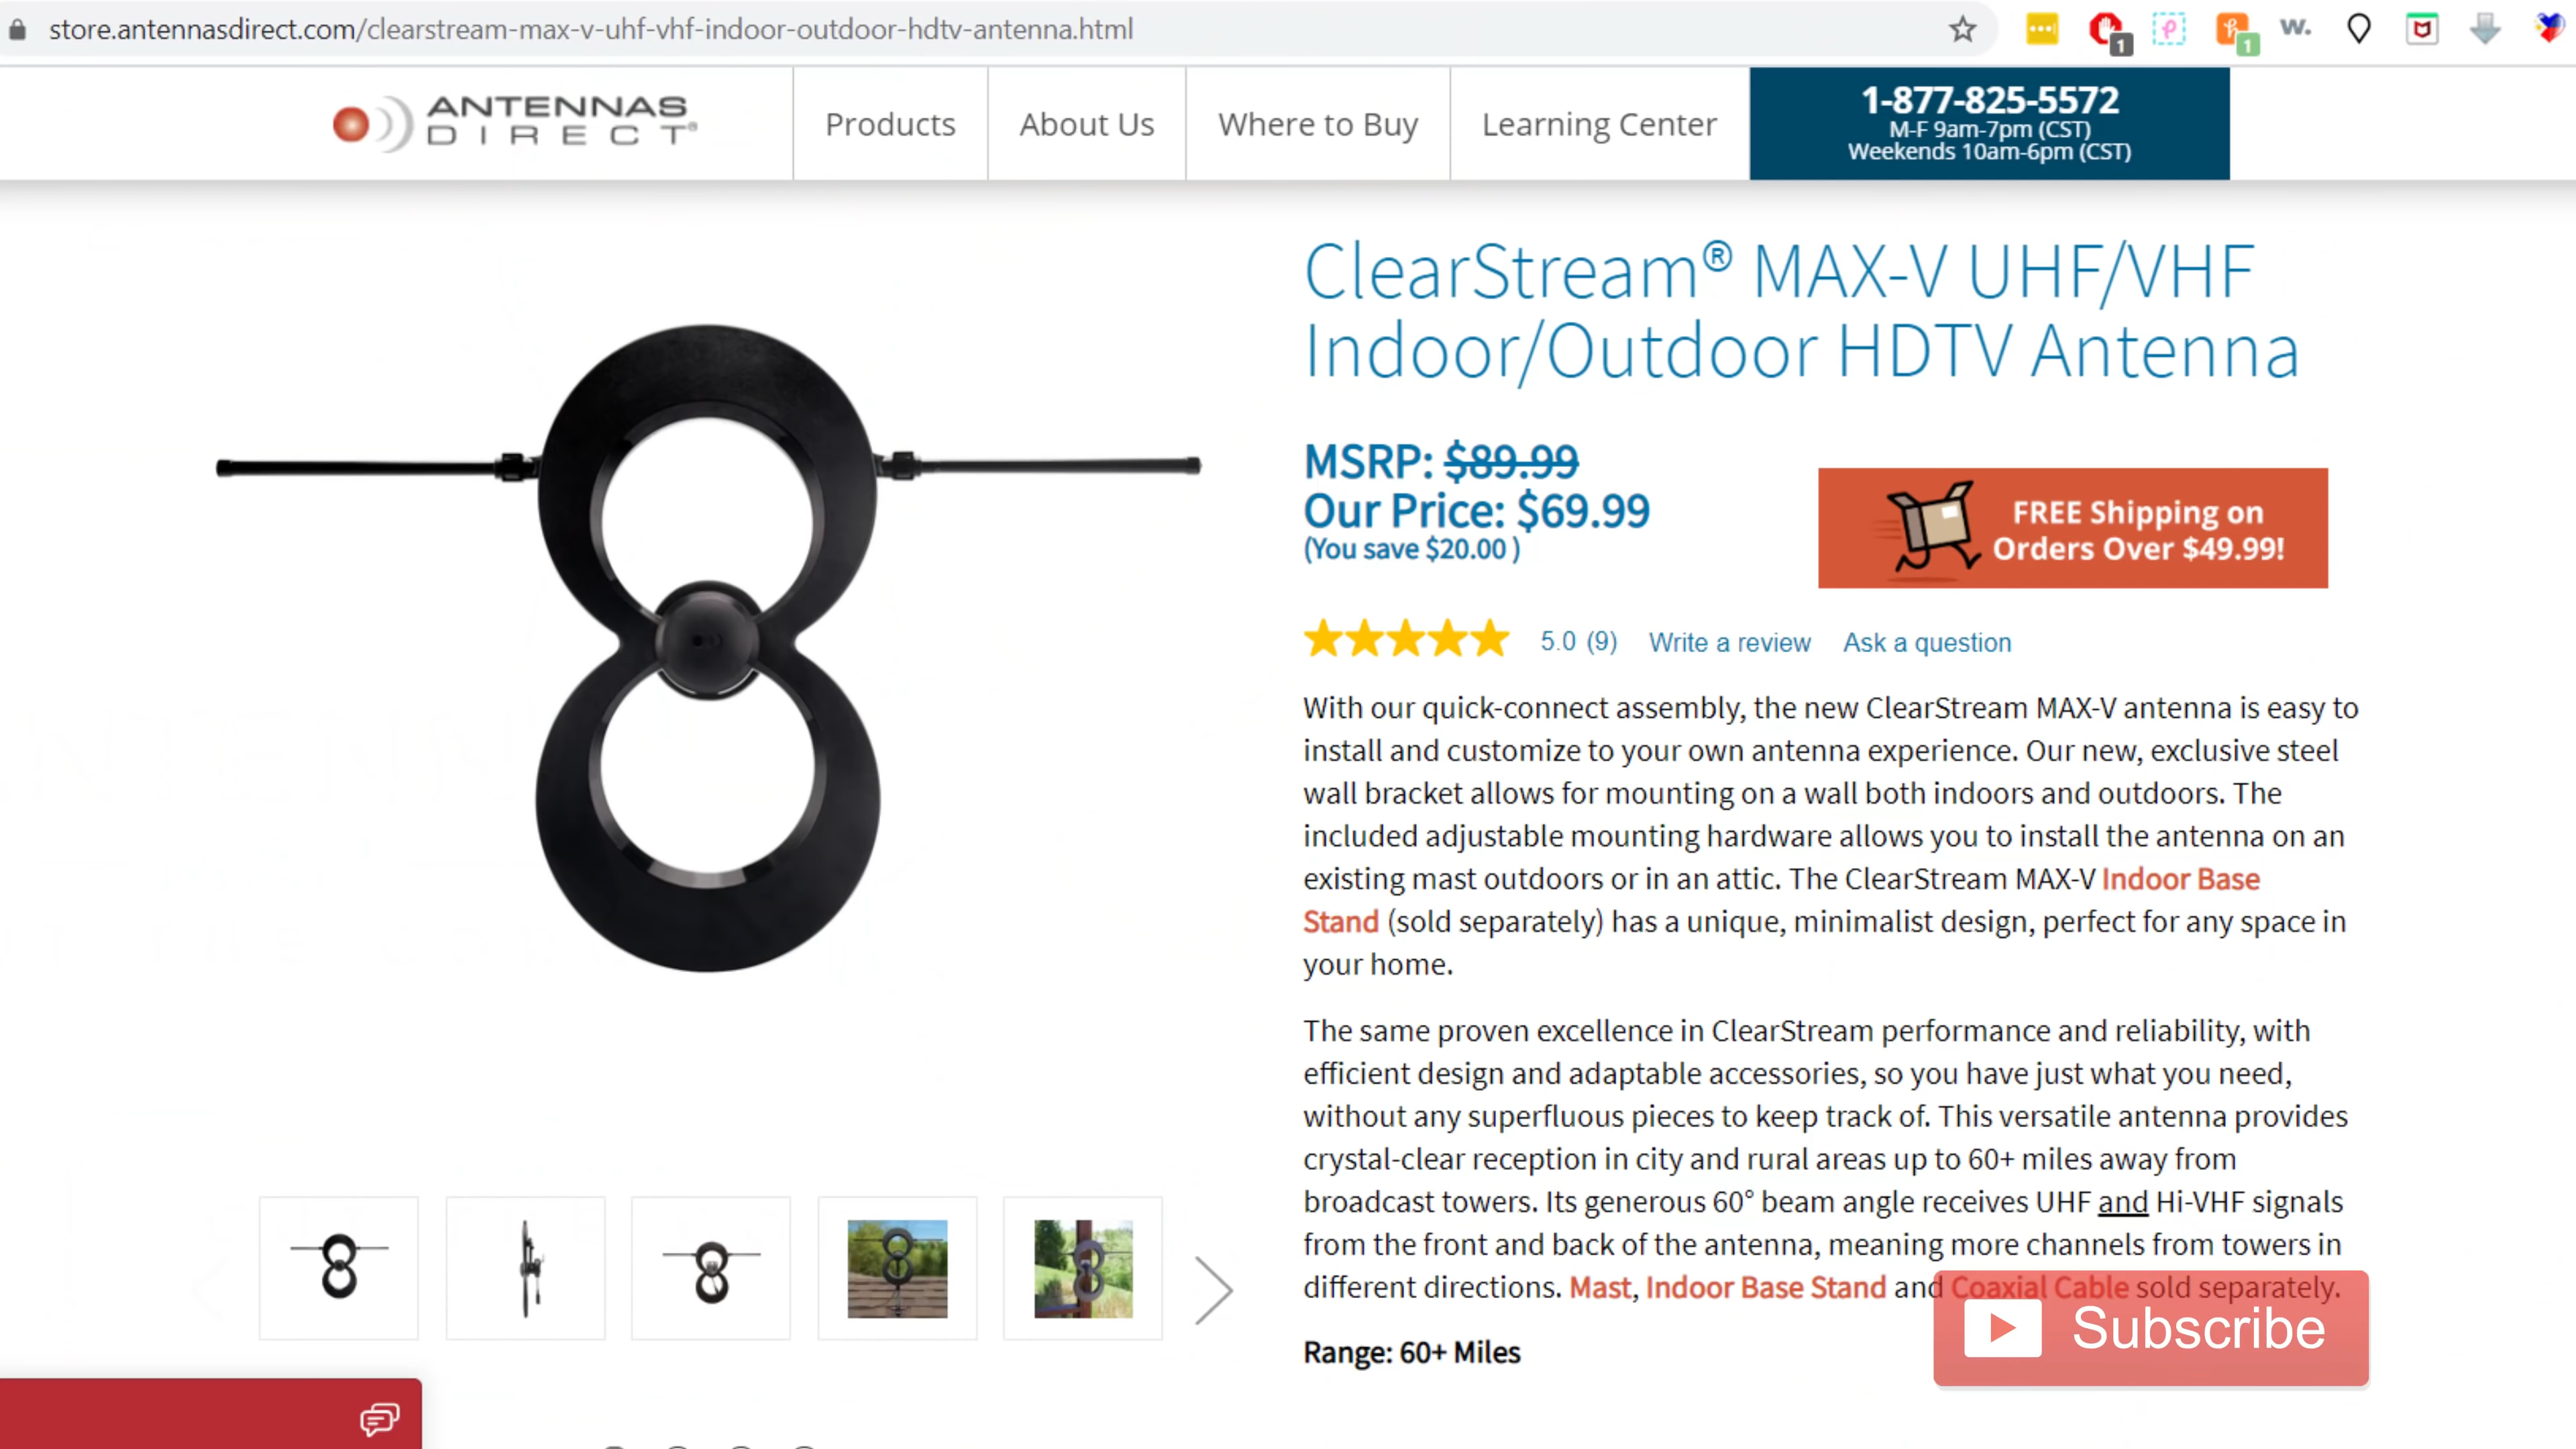 store.antennasdirect.com/clearstream-max-v-uhf-vhf-indoor-outdoor-hdtv-antenna.html
1
1
w.
ANTENNAS
DIRECT®
Products
About Us
Where to Buy
Learning Center
1-877-825-5572
M-F 9am-7pm (CST)
Weekends 10am-6pm (CST)
ClearStream® MAX-V UHF/VHF
Indoor/Outdoor HDTV Antenna
MSRP: $89.99
Our Price: $69.99
(You save $20.00 )
FREE Shipping on
Orders Over $49.99!
5.0 (9) Write a review Ask a question
With our quick-connect assembly, the new ClearStream MAX-V antenna is easy to
install and customize to your own antenna experience. Our new, exclusive steel
wall bracket allows for mounting on a wall both indoors and outdoors. The
included adjustable mounting hardware allows you to install the antenna on an
existing mast outdoors or in an attic. The ClearStream MAX-V Indoor Base
Stand (sold separately) has a unique, minimalist design, perfect for any space in
your home.
The same proven excellence in ClearStream performance and reliability, with
efficient design and adaptable accessories, so you have just what you need,
without any superfluous pieces to keep track of. This versatile antenna provides
crystal-clear reception in city and rural areas up to 60+ miles away from
broadcast towers. Its generous 60° beam angle receives UHF and Hi-VHF signals
from the front and back of the antenna, meaning more channels from towers in
different directions. Mast, Indoor Base Stand and Coaxial Cable sold separately.
Subscribe
Range: 60+ Miles